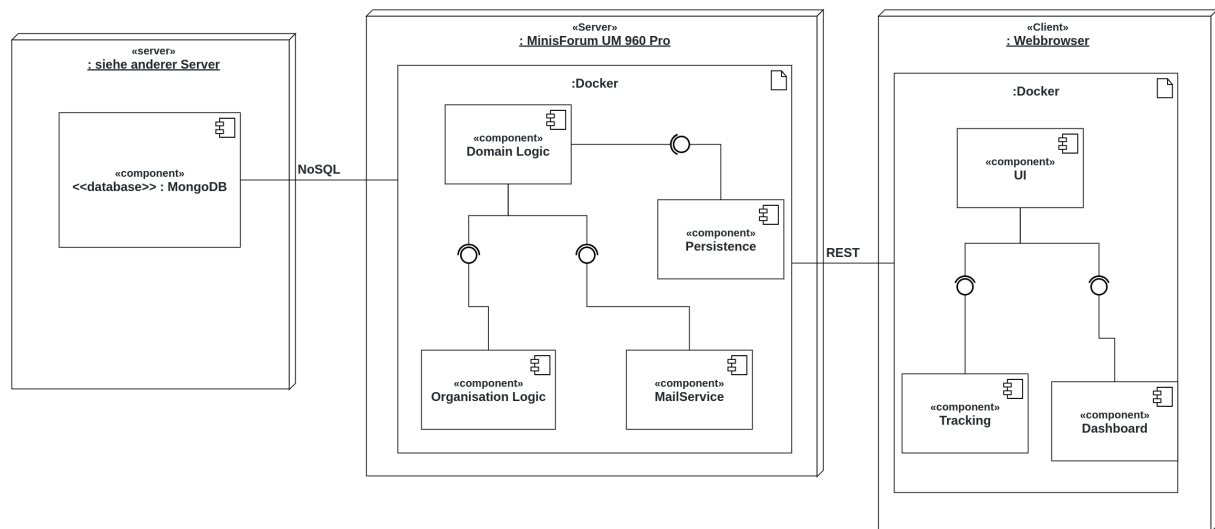 «server»
: siehe anderer Server
«component»
<<database>> : MongoDB
NoSQL
«Server»
: MinisForum UM 960 Pro
:Docker
«component»
Domain Logic
«component»
Persistence
«component»
Organisation Logic
«component»
MailService
REST
«Client»
: Webbrowser
:Docker
«component»
UI
«component»
Tracking
«component»
Dashboard